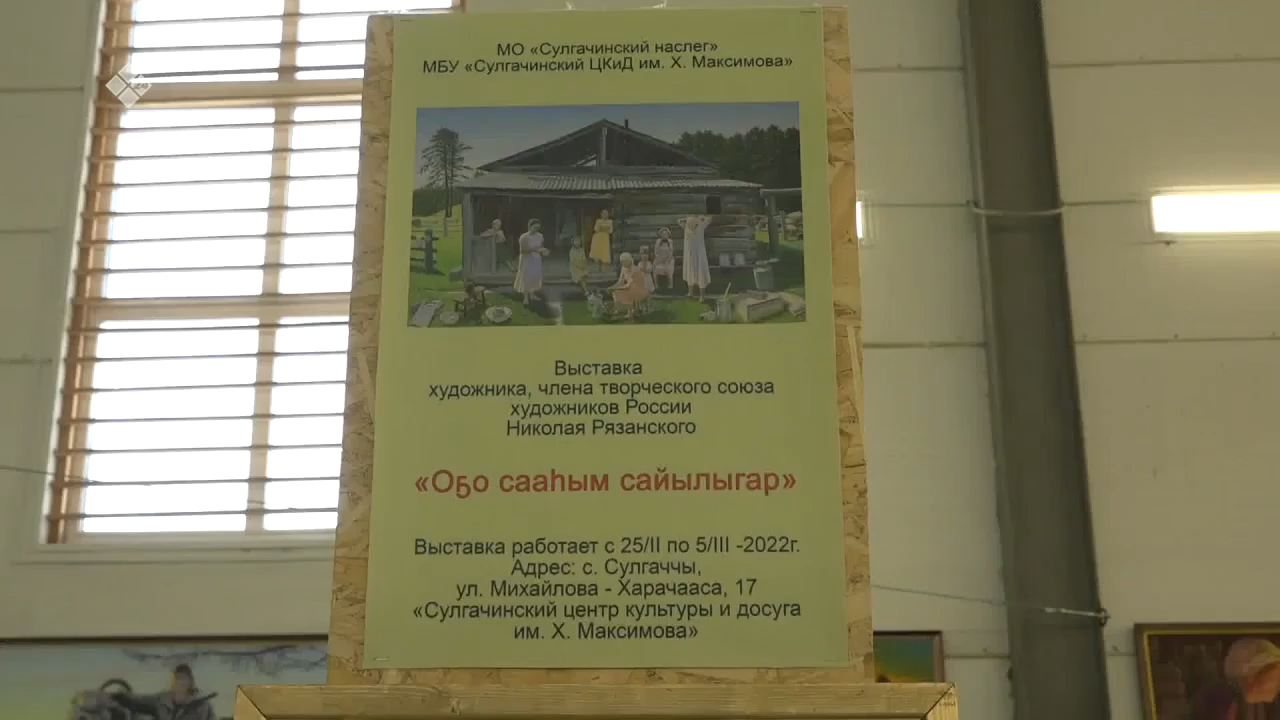 МО «Сулгачинский наслег»
МБУ «Сулгачинский ЦКиД им. Х. Максимова»
Выставка
художника, члена творческого союза
художников России
Николая Рязанского
«Оҕо сааһым сайылыгар»
Выставка работает с 25/II по 5/III -2022г.
Адрес: с. Сулгаччы,
ул. Михайлова - Харачааса, 17
«Сулгачинский центр культуры и досуга
им. Х. Максимова»